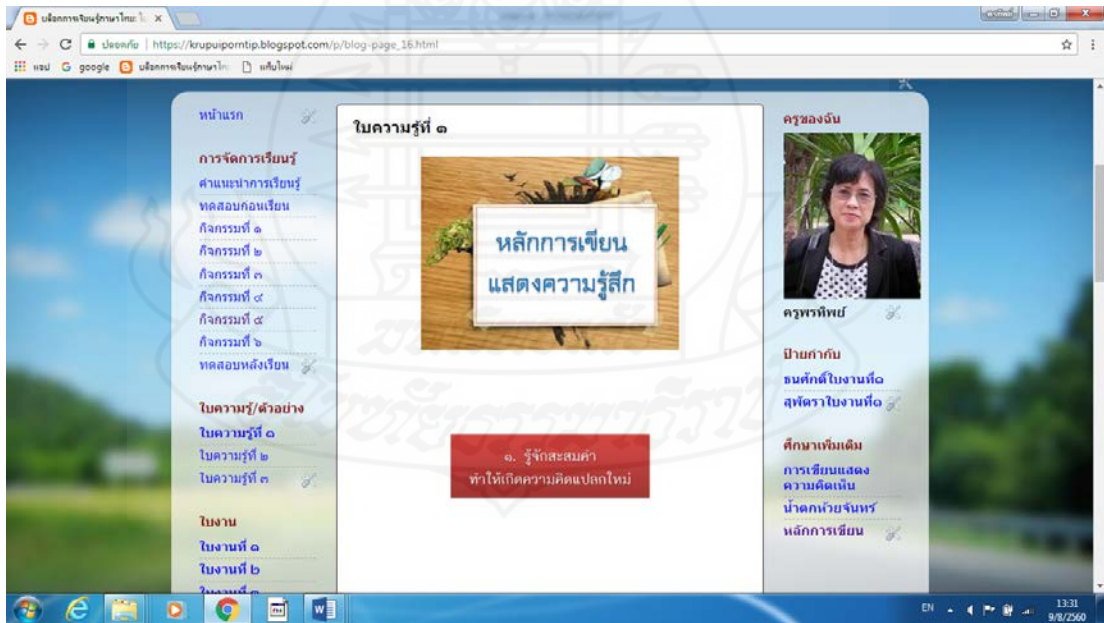 บล็อกการเรียนรู้ภาษาไทย: ใ
ปลอดภัย | https://krupuiporntip.blogspot.com/p/blog-page_16.html
แอป google บล็อกการเรียนรู้ภาษาไทย แท็บใหม่
หน้าแรก
การจัดการเรียนรู้
คำแนะนำการเรียนรู้
ทดสอบก่อนเรียน
กิจกรรมที่ ๑
กิจกรรมที่ ๒
กิจกรรมที่ ๓
กิจกรรมที่ ๔
กิจกรรมที่ ๕
กิจกรรมที่ ๖
ทดสอบหลังเรียน
ใบความรู้/ตัวอย่าง
ใบความรู้ที่ ๑
ใบความรู้ที่ ๒
ใบความรู้ที่ ๓
ใบงาน
ใบงานที่ ๑
ใบงานที่ ๒
ใบงานที่ ๓
ใบความรู้ที่ ๑
หลักการเขียน
แสดงความรู้สึก
๑. รู้จักสะสมคำ
ทำให้เกิดความคิดแปลกใหม่
ครูของฉัน
ครูพรทิพย์
ป้ายกำกับ
ธนศักดิ์ใบงานที่๑
สุพัตราใบงานที่๑
ศึกษาเพิ่มเติม
การเขียนแสดง
ความคิดเห็น
น้ำตกห้วยจันทร์
หลักการเขียน
EN
13:31
9/8/2560